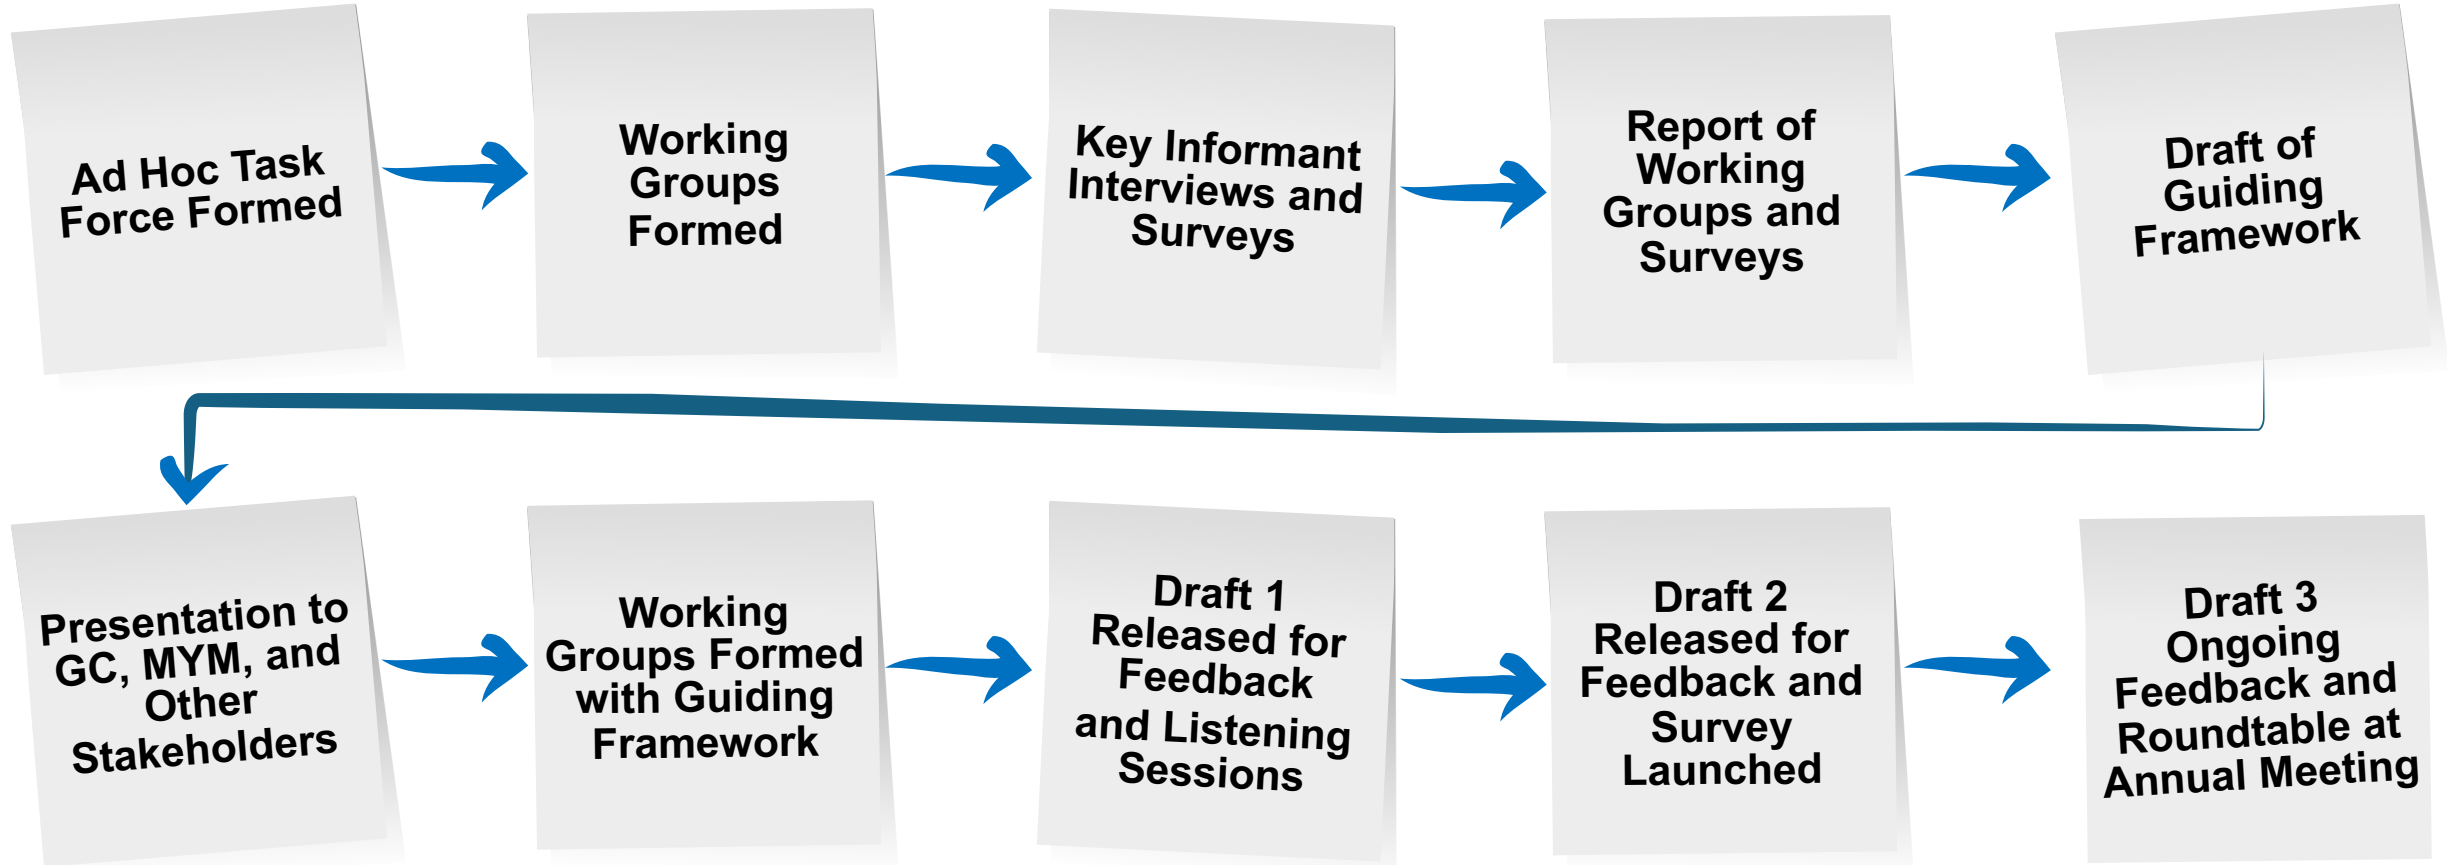 Ad Hoc Task
Force Formed
Working
Groups
Formed
Key Informant
Interviews and
Surveys
Report of
Working
Groups and
Surveys
Draft of
Guiding
Framework
Presentation to
GC, MYM, and
Other
Stakeholders
Working
Groups Formed
with Guiding
Framework
Draft 1
Released for
Feedback
and Listening
Sessions
Draft 2
Released for
Feedback and
Survey
Launched
Draft 3
Ongoing
Feedback and
Roundtable at
Annual Meeting